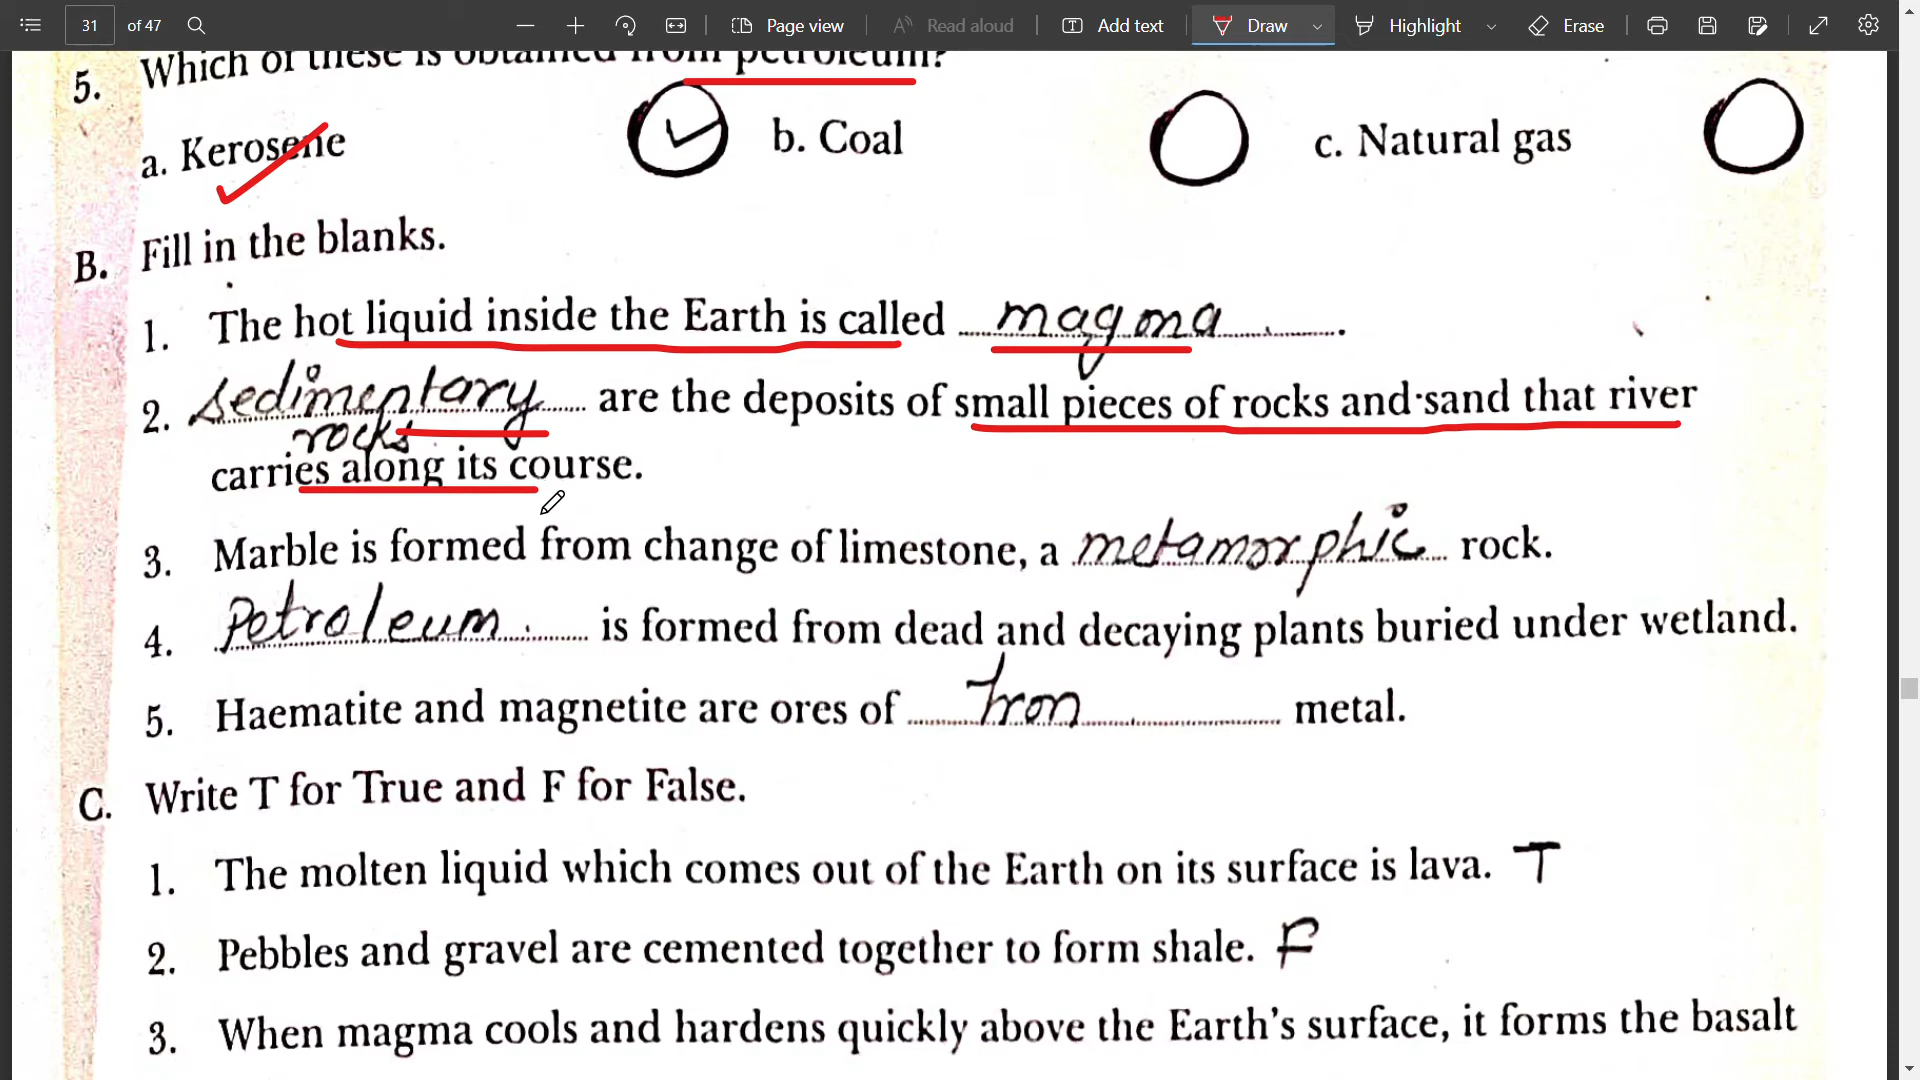 31 of 47 Page view Read aloud Add text Draw Highlight Erase
5. Which of these is obtained from petroleum?
a. Kerosene b. Coal c. Natural gas
B. Fill in the blanks.
1. The hot liquid inside the Earth is called magma.
2. Sedimentary rocks are the deposits of small pieces of rocks and sand that river
carries along its course.
3. Marble is formed from change of limestone, a metamorphic rock.
4. Petroleum is formed from dead and decaying plants buried under wetland.
5. Haematite and magnetite are ores of Iron metal.
C. Write T for True and F for False.
1. The molten liquid which comes out of the Earth on its surface is lava. T
2. Pebbles and gravel are cemented together to form shale. F
3. When magma cools and hardens quickly above the Earth's surface, it forms the basalt